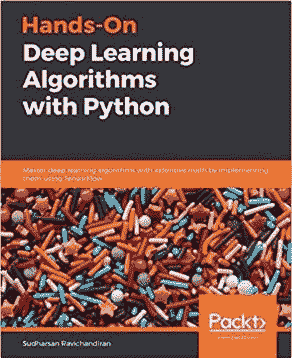 Hands-On
Deep Learning
Algorithms
with Python
Master deep learning algorithms with extensive math by implementing
them using TensorFlow
Packt>
Sudharsan Ravichandiran